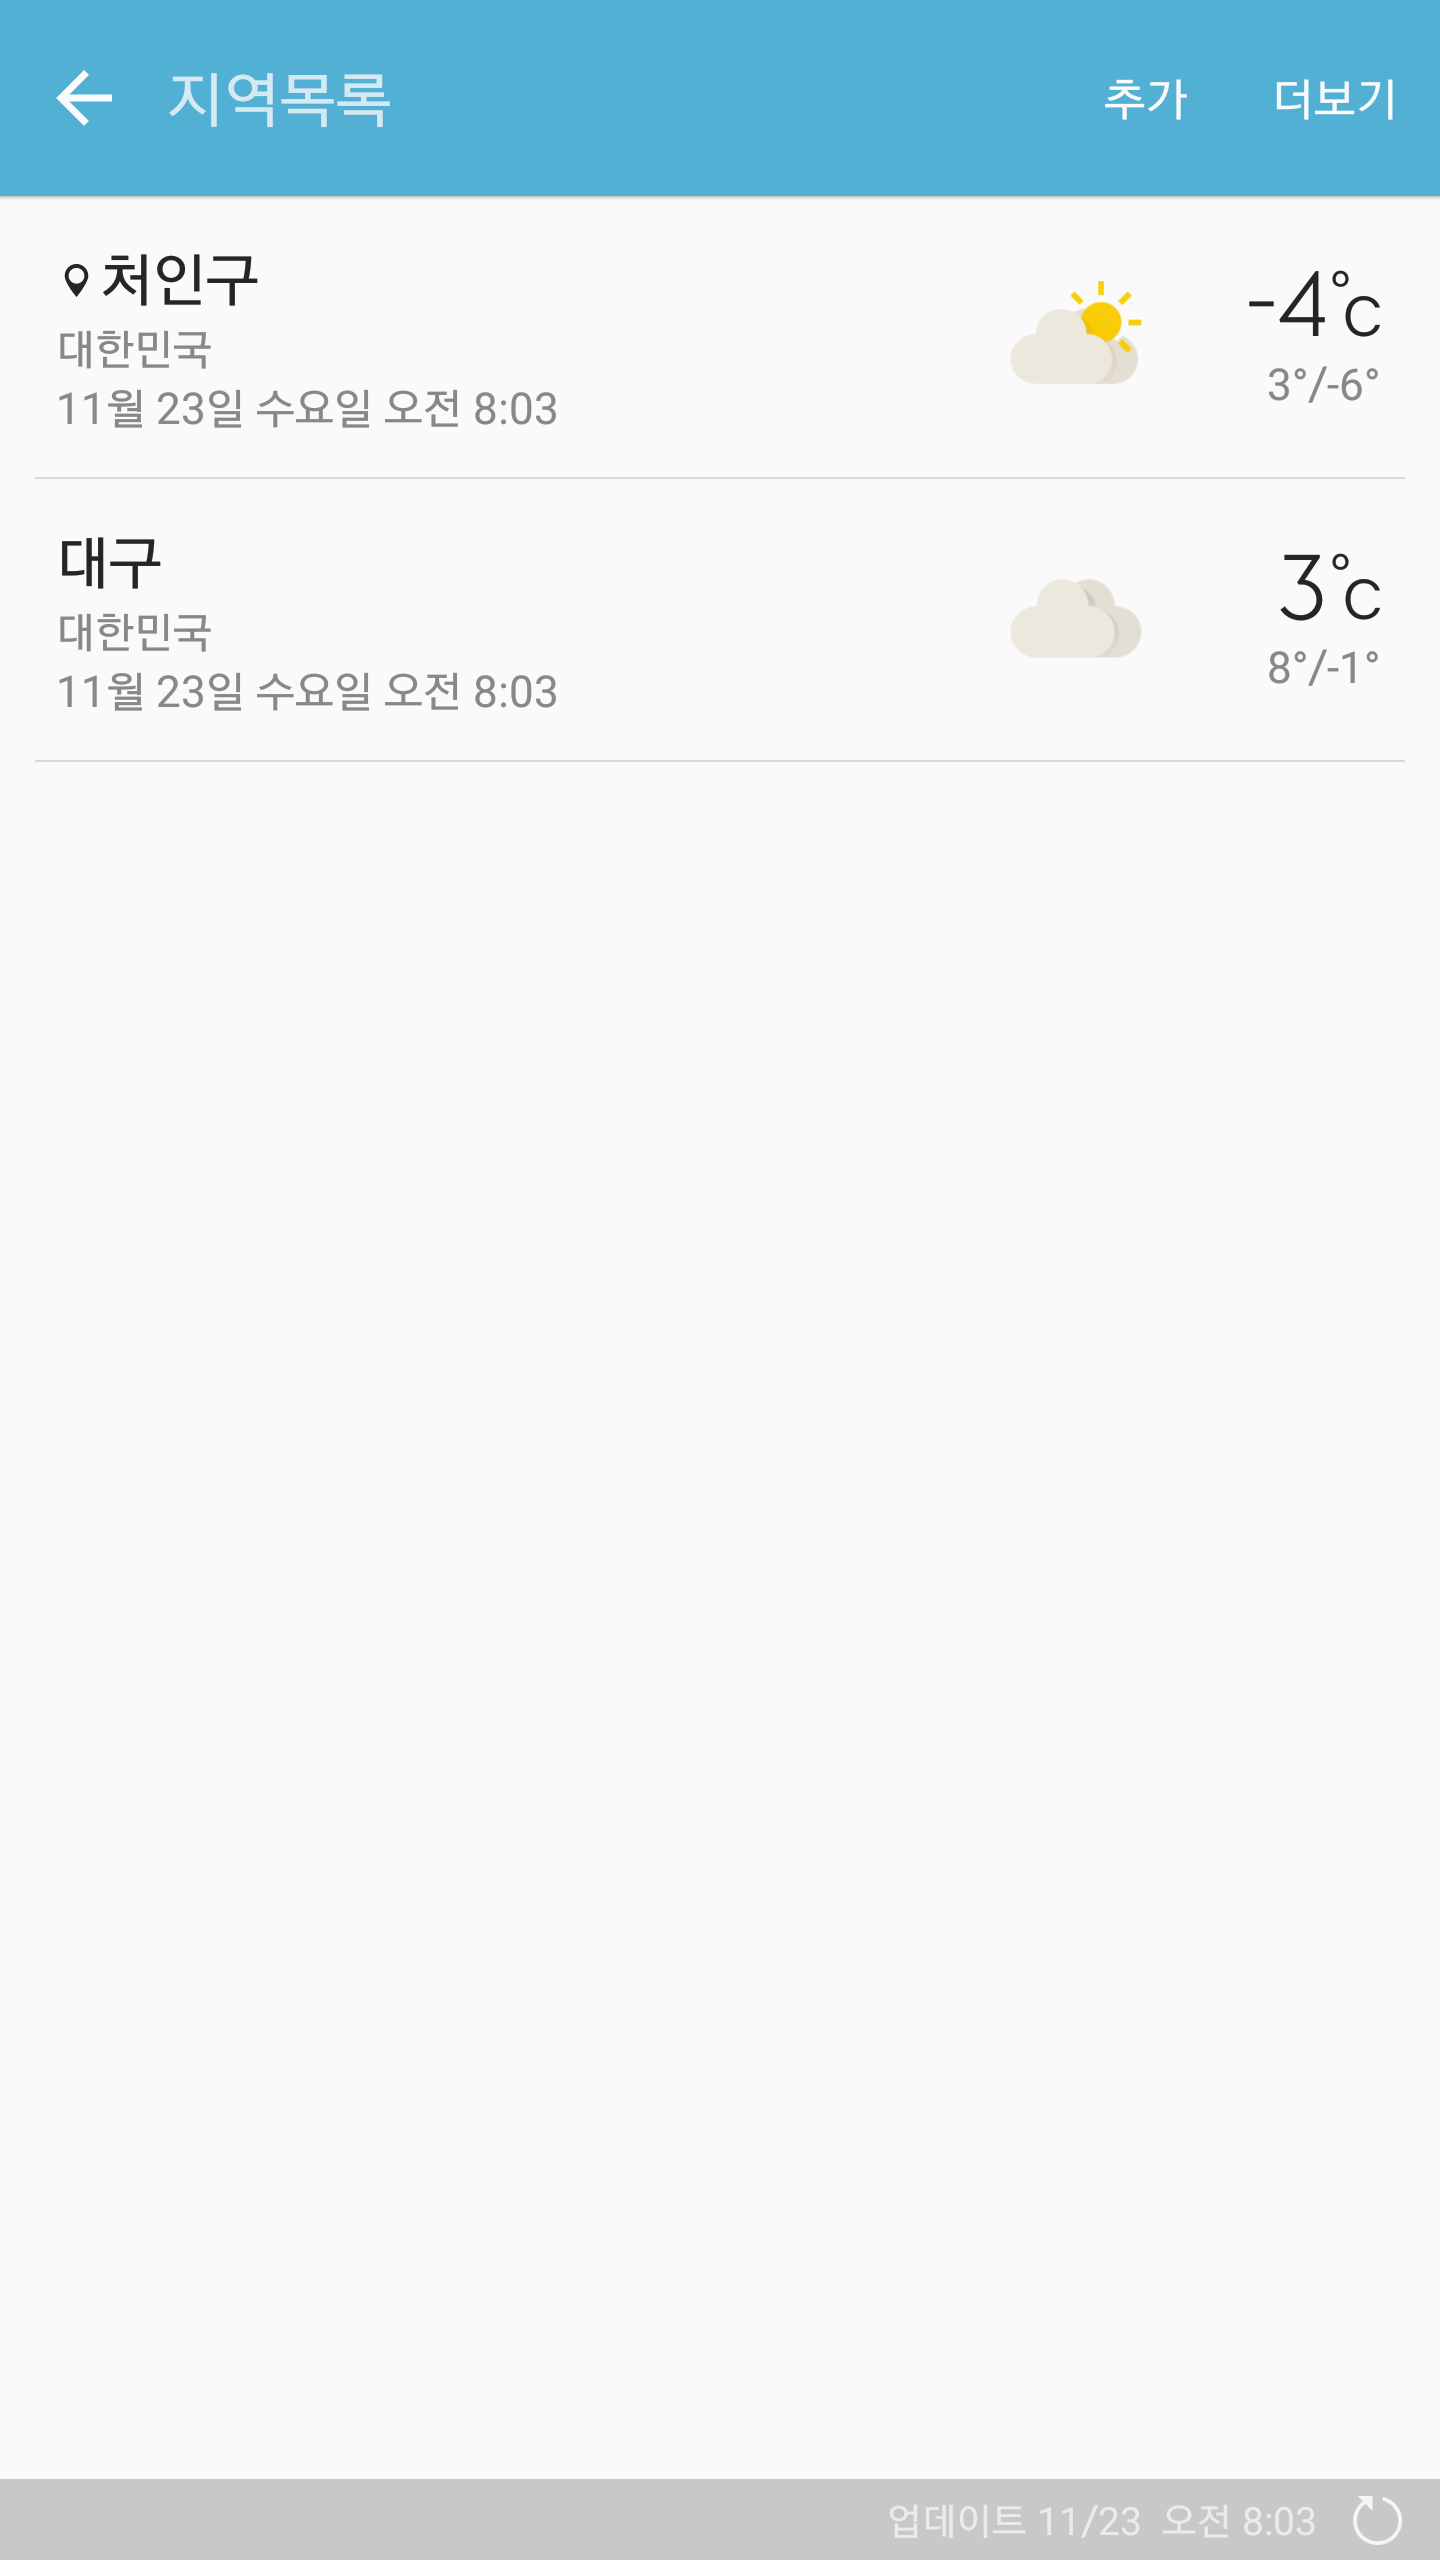 지역목록 추가 더보기
처인구
대한민국
11월 23일 수요일 오전 8:03
-4°C
3°/-6°
대구
대한민국
11월 23일 수요일 오전 8:03
3°C
8°/-1°
업데이트 11/23 오전 8:03